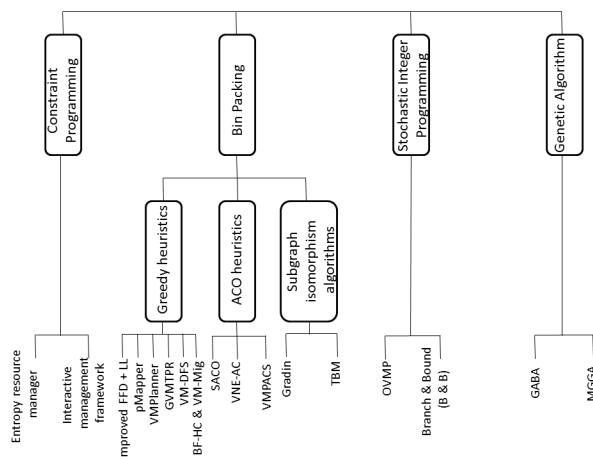 Constraint
Programming
Bin Packing
Stochastic Integer
Programming
Genetic Algorithm
Greedy heuristics
ACO heuristics
Subgraph
isomorphism
algorithms
Entropy resource
manager
Interactive
management
framework
mproved FFD + LL
pMapper
VMPlanner
GVMTPR
VM-DFS
BF-HC & VM-Mig
SACO
VNE-AC
VMPACS
Gradin
TBM
OVMP
Branch & Bound
(B & B)
GABA
MGGA